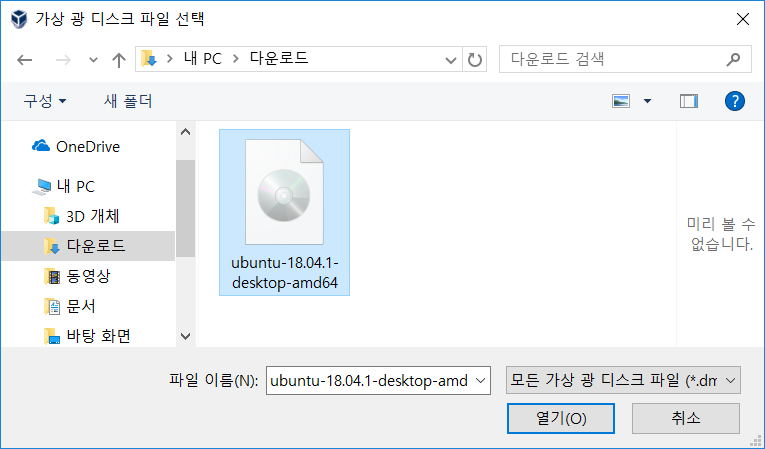 가상 광 디스크 파일 선택
내 PC
다운로드
다운로드 검색
구성
새 폴더
?
OneDrive
내 PC
3D 개체
다운로드
동영상
문서
바탕 화면
ubuntu-18.04.1-
desktop-amd64
미리 볼 수
없습니다.
파일 이름(N):
ubuntu-18.04.1-desktop-amd
모든 가상 광 디스크 파일 (*.dm
열기(O)
취소